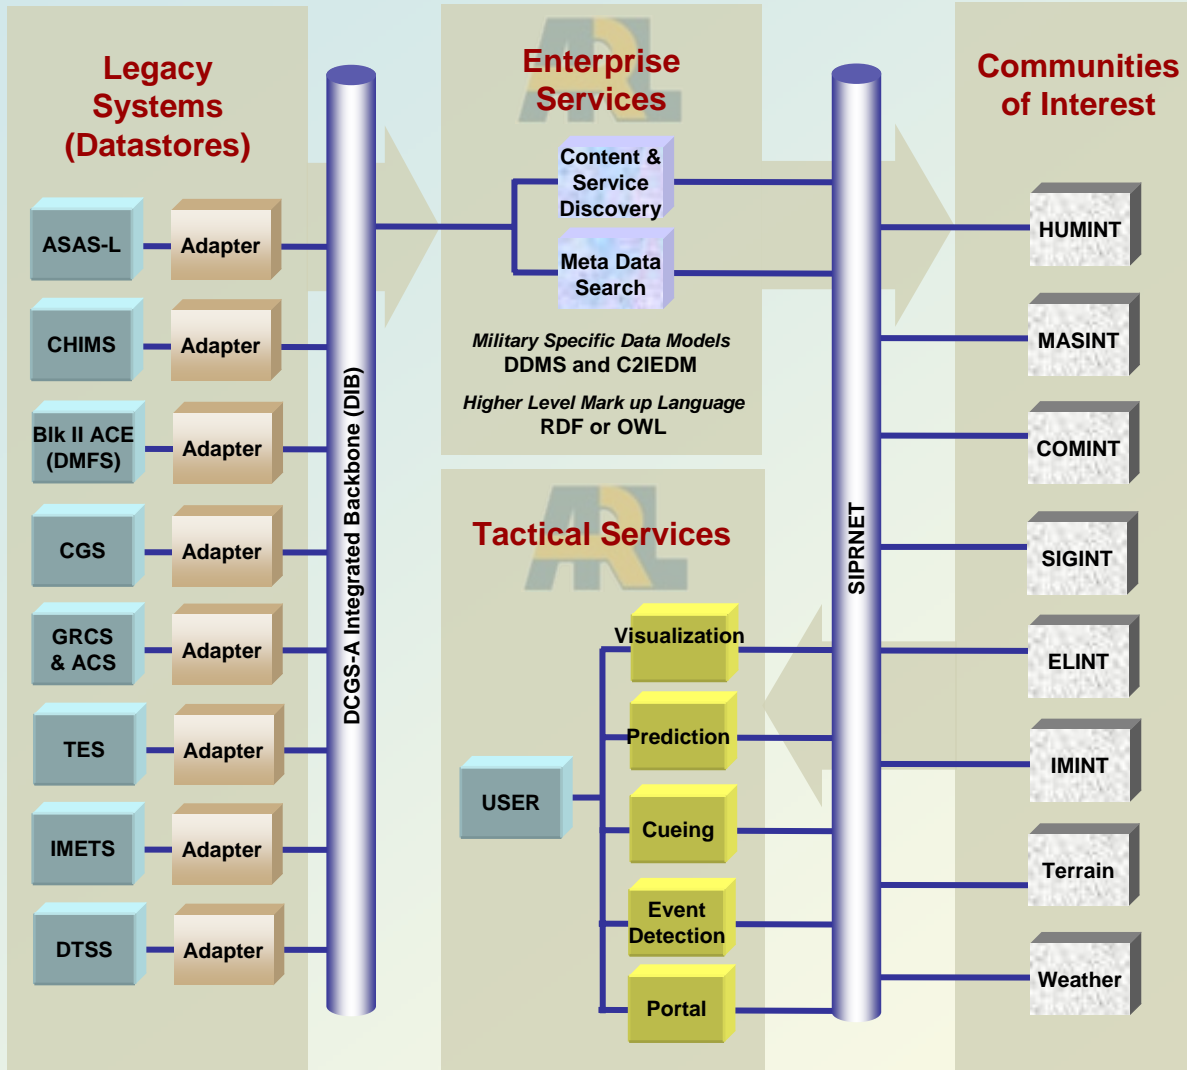 Legacy
Systems
(Datastores)
ASAS-L
Adapter
CHIMS
Adapter
Blk II ACE
(DMFS)
Adapter
CGS
Adapter
GRCS
& ACS
Adapter
TES
Adapter
IMETS
Adapter
DTSS
Adapter
DCGS-A Integrated Backbone (DIB)
ARL
Enterprise
Services
Content &
Service
Discovery
Meta Data
Search
Military Specific Data Models
DDMS and C2IEDM
Higher Level Mark up Language
RDF or OWL
ARL
Tactical Services
USER
Visualization
Prediction
Cueing
Event
Detection
Portal
SIPRNET
Communities
of Interest
HUMINT
MASINT
COMINT
SIGINT
ELINT
IMINT
Terrain
Weather